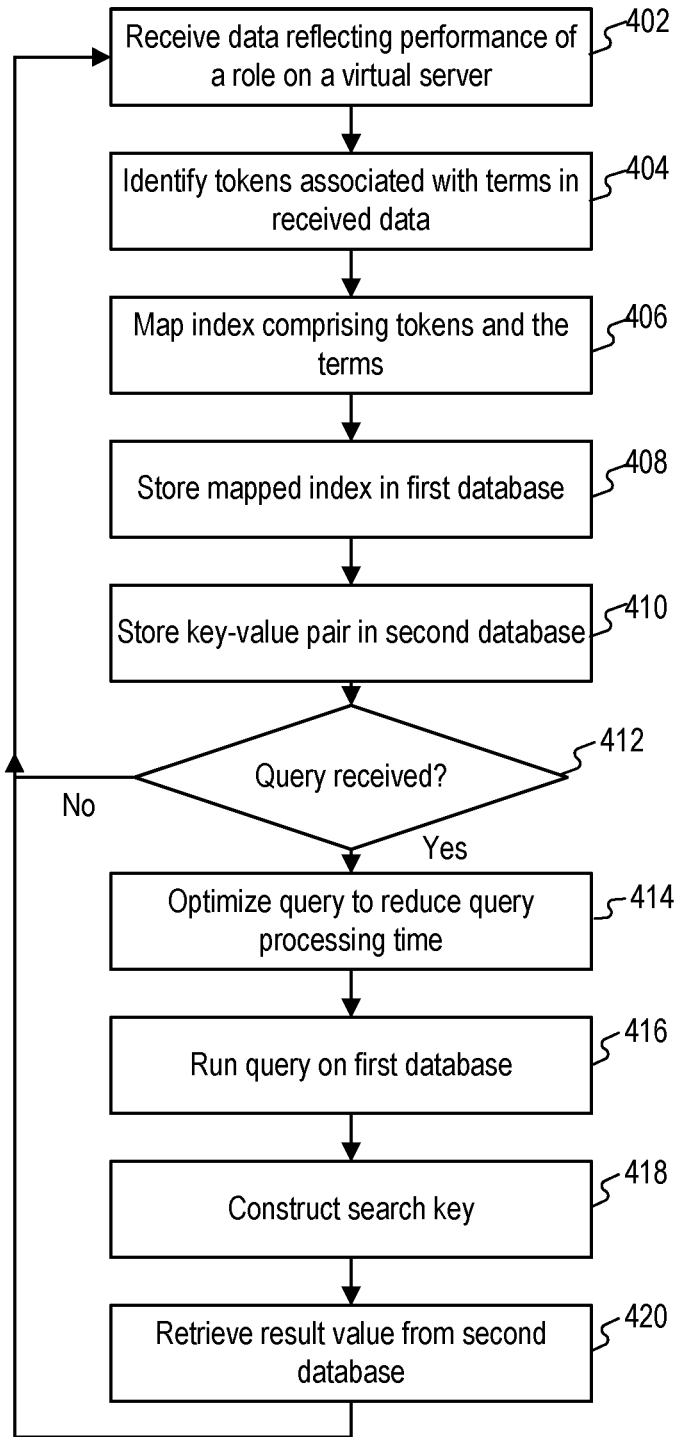 Receive data reflecting performance of
a role on a virtual server
402
Identify tokens associated with terms in
received data
404
Map index comprising tokens and the
terms
406
Store mapped index in first database
408
Store key-value pair in second database
410
Query received?
412
No
Yes
Optimize query to reduce query
processing time
414
Run query on first database
416
Construct search key
418
Retrieve result value from second
database
420